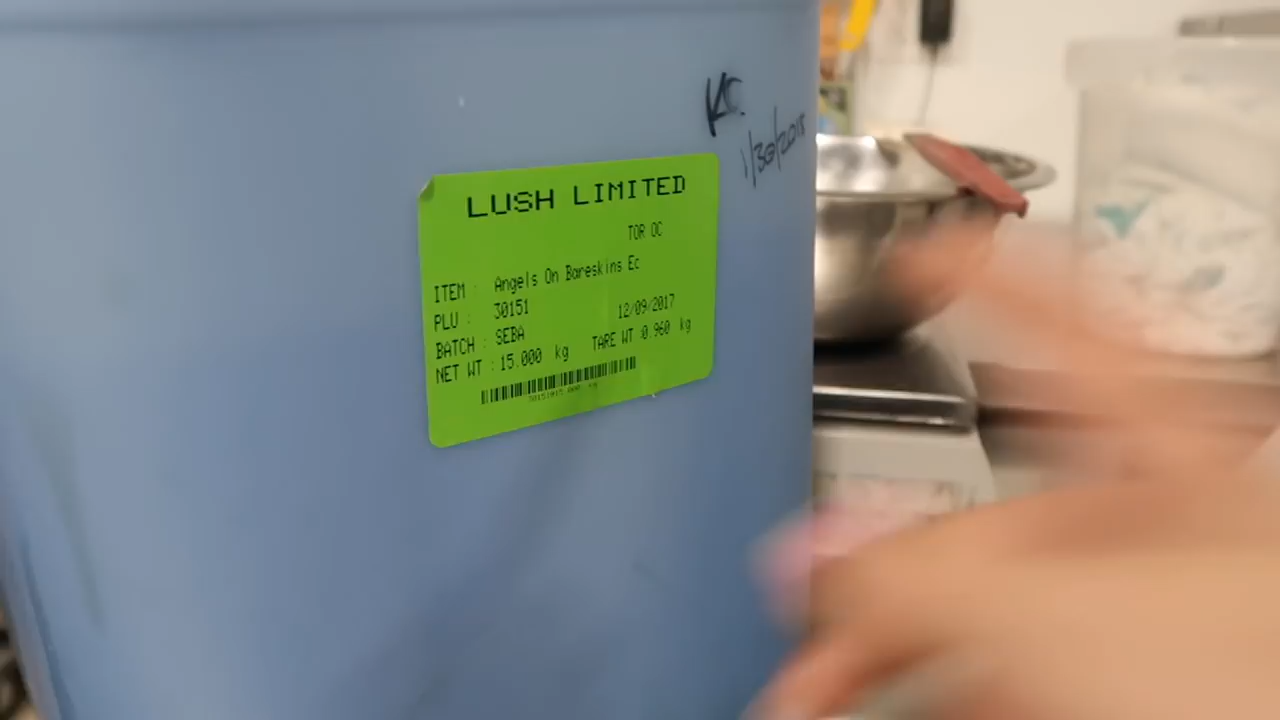 KC
1/30/2018
LUSH LIMITED
TOR OC
ITEM : Angels On Bareskins Ec
PLU : 30151 12/09/2017
BATCH : SEBA
NET WT : 15.000 kg TARE WT :0.960 kg